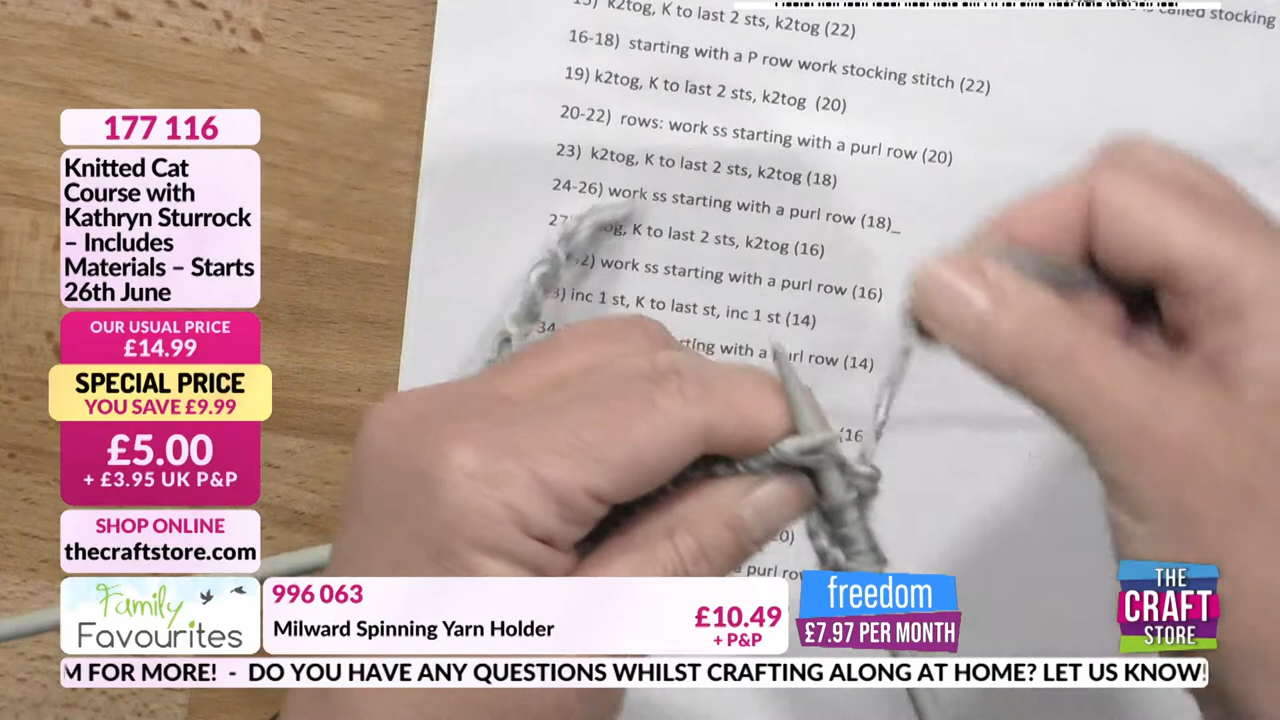 k2tog, K to last 2 sts, k2tog (22)
called stocking
16-18) starting with a P row work stocking stitch (22)
19) k2tog, K to last 2 sts, k2tog (20)
20-22) rows: work ss starting with a purl row (20)
23) k2tog, K to last 2 sts, k2tog (18)
24-26) work ss starting with a purl row (18)_
K to last 2 sts, k2tog (16)
work ss starting with a purl row (16)
inc 1 st, K to last st, inc 1 st (14)
34
with a purl row (14)
(16
purl
177 116
Knitted Cat
Course with
Kathryn Sturrock
– Includes
Materials – Starts
26th June
OUR USUAL PRICE
£14.99
SPECIAL PRICE
YOU SAVE £9.99
£5.00
+ £3.95 UK P&P
SHOP ONLINE
thecraftstore.com
Family
Favourites
996 063
Milward Spinning Yarn Holder
£10.49
+ P&P
freedom
£7.97 PER MONTH
THE
CRAFT
STORE
M FOR MORE! - DO YOU HAVE ANY QUESTIONS WHILST CRAFTING ALONG AT HOME? LET US KNOW!